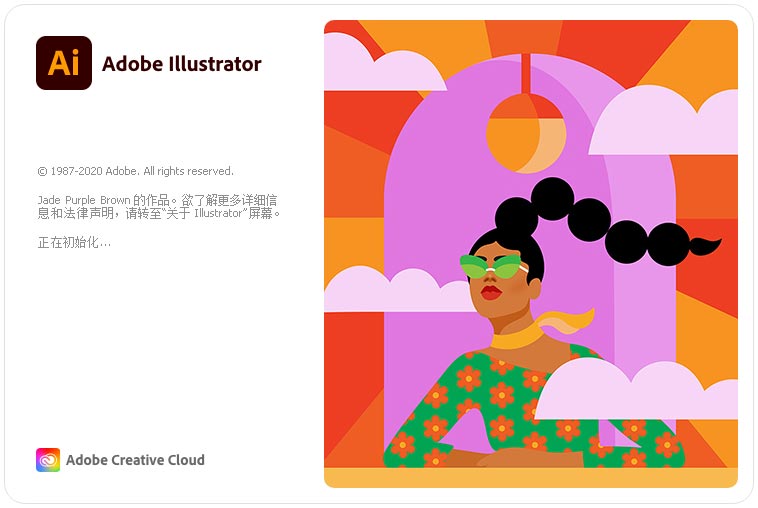 Ai
Adobe Illustrator
© 1987-2020 Adobe. All rights reserved.
Jade Purple Brown 的作品。欲了解更多详细信
息和法律声明，请转至“关于 Illustrator”屏幕。
正在初始化...
Adobe Creative Cloud